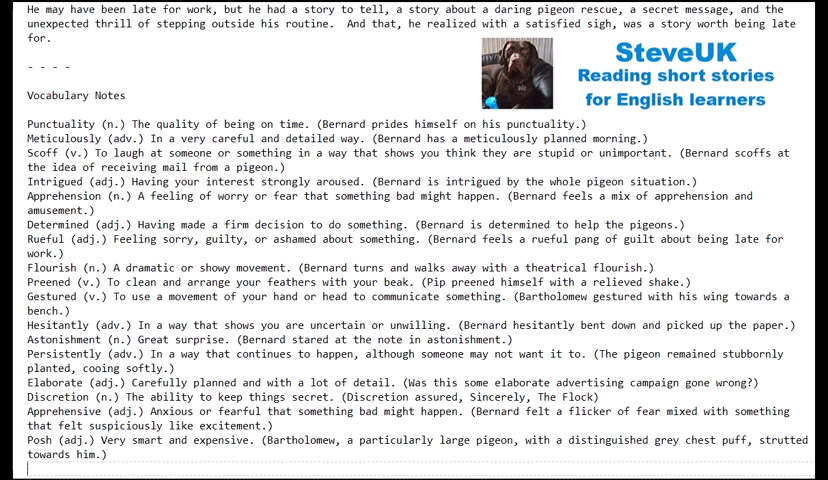 He may have been late for work, but he had a story to tell, a story about a daring pigeon rescue, a secret message, and the
unexpected thrill of stepping outside his routine.  And that, he realized with a satisfied sigh, was a story worth being late
for.
- - - -
SteveUK
Reading short stories
for English learners
Vocabulary Notes
Punctuality (n.) The quality of being on time. (Bernard prides himself on his punctuality.)
Meticulously (adv.) In a very careful and detailed way. (Bernard has a meticulously planned morning.)
Scoff (v.) To laugh at someone or something in a way that shows you think they are stupid or unimportant. (Bernard scoffs at
the idea of receiving mail from a pigeon.)
Intrigued (adj.) Having your interest strongly aroused. (Bernard is intrigued by the whole pigeon situation.)
Apprehension (n.) A feeling of worry or fear that something bad might happen. (Bernard feels a mix of apprehension and
amusement.)
Determined (adj.) Having made a firm decision to do something. (Bernard is determined to help the pigeons.)
Rueful (adj.) Feeling sorry, guilty, or ashamed about something. (Bernard feels a rueful pang of guilt about being late for
work.)
Flourish (n.) A dramatic or showy movement. (Bernard turns and walks away with a theatrical flourish.)
Preened (v.) To clean and arrange your feathers with your beak. (Pip preened himself with a relieved shake.)
Gestured (v.) To use a movement of your hand or head to communicate something. (Bartholomew gestured with his wing towards a
bench.)
Hesitantly (adv.) In a way that shows you are uncertain or unwilling. (Bernard hesitantly bent down and picked up the paper.)
Astonishment (n.) Great surprise. (Bernard stared at the note in astonishment.)
Persistently (adv.) In a way that continues to happen, although someone may not want it to. (The pigeon remained stubbornly
planted, cooing softly.)
Elaborate (adj.) Carefully planned and with a lot of detail. (Was this some elaborate advertising campaign gone wrong?)
Discretion (n.) The ability to keep things secret. (Discretion assured, Sincerely, The Flock)
Apprehensive (adj.) Anxious or fearful that something bad might happen. (Bernard felt a flicker of fear mixed with something
that felt suspiciously like excitement.)
Posh (adj.) Very smart and expensive. (Bartholomew, a particularly large pigeon, with a distinguished grey chest puff, strutted
towards him.)